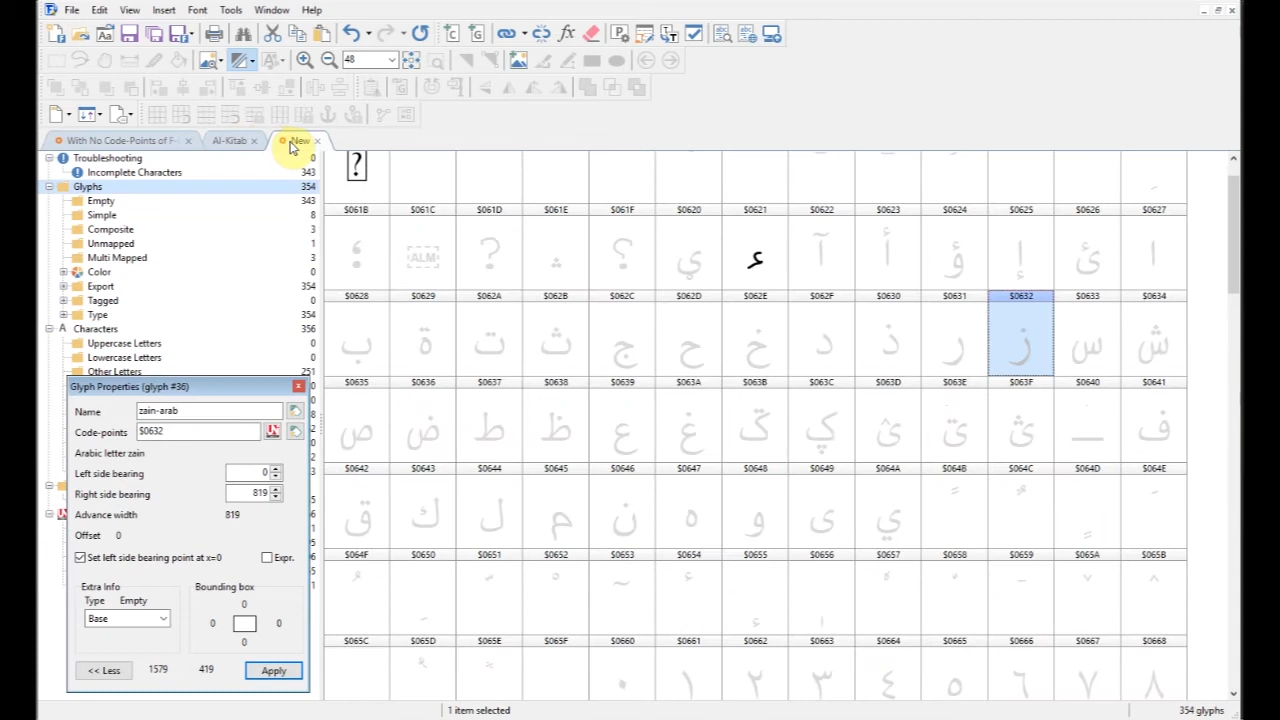 File Edit View Insert Format Tools Window Help
48
With No Code-Points of F- Al-Kitab New
Troubleshooting 0
Incomplete Characters 343
Glyphs 354
Empty 343
Simple 8
Composite 3
Unmapped 1
Multi Mapped 3
Color 0
Export 354
Tagged 0
Type 354
Characters 356
Uppercase Letters
Lowercase Letters
Other Letters 251
Glyph Properties (glyph #36)
Name zain-arab
Code-points $0632
Arabic letter zain
Left side bearing 0
Right side bearing 819
Advance width 819
Offset 0
Set left side bearing point at x=0 Expr.
Extra Info Bounding box
Type Empty 0
Base 0 0
0
<< Less 1579 419 Apply
?
$061B $061C $061D $061E $061F $0620 $0621 $0622 $0623 $0624 $0625 $0626 $0627
؛ ALM ؝ ؞ ؟ ؠ ء آ أ ؤ إ ئ ا
$0628 $0629 $062A $062B $062C $062D $062E $062F $0630 $0631 $0632 $0633 $0634
ب ة ت ث ج ح خ د ذ ر ز س ش
$0635 $0636 $0637 $0638 $0639 $063A $063B $063C $063D $063E $063F $0640 $0641
ص ض ط ظ ع غ ػ ؼ ؽ ؾ ؿ ـ ف
$0642 $0643 $0644 $0645 $0646 $0647 $0648 $0649 $064A $064B $064C $064D $064E
ق ك ل م ن ه و ى ي ً ٌ ٍ َ
$064F $0650 $0651 $0652 $0653 $0654 $0655 $0656 $0657 $0658 $0659 $065A $065B
$065C $065D $065E $065F $0660 $0661 $0662 $0663 $0664 $0665 $0666 $0667 $0668
٠ ١ ٢ ٣ ٤ ٥ ٦ ٧ ٨
1 item selected 354 glyphs